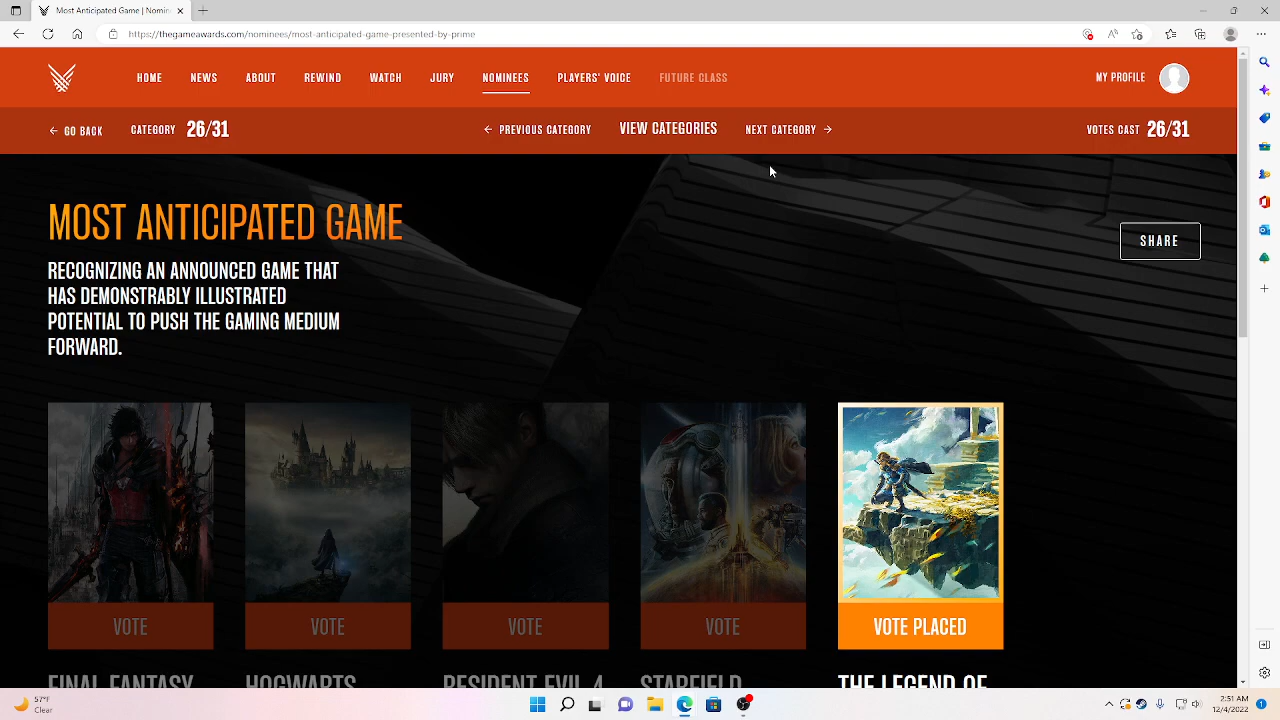 Most Anticipated Game | Nomin
https://thegameawards.com/nominees/most-anticipated-game-presented-by-prime
HOME NEWS ABOUT REWIND WATCH JURY NOMINEES PLAYERS' VOICE FUTURE CLASS MY PROFILE
← GO BACK CATEGORY 26/31 ← PREVIOUS CATEGORY VIEW CATEGORIES NEXT CATEGORY → VOTES CAST 26/31
MOST ANTICIPATED GAME
SHARE
RECOGNIZING AN ANNOUNCED GAME THAT
HAS DEMONSTRABLY ILLUSTRATED
POTENTIAL TO PUSH THE GAMING MEDIUM
FORWARD.
VOTE VOTE VOTE VOTE VOTE PLACED
FINAL FANTASY HOGWARTS RESIDENT EVIL 4 STARFIELD THE LEGEND OF
57°F
Clear
2:51 AM
12/4/2022